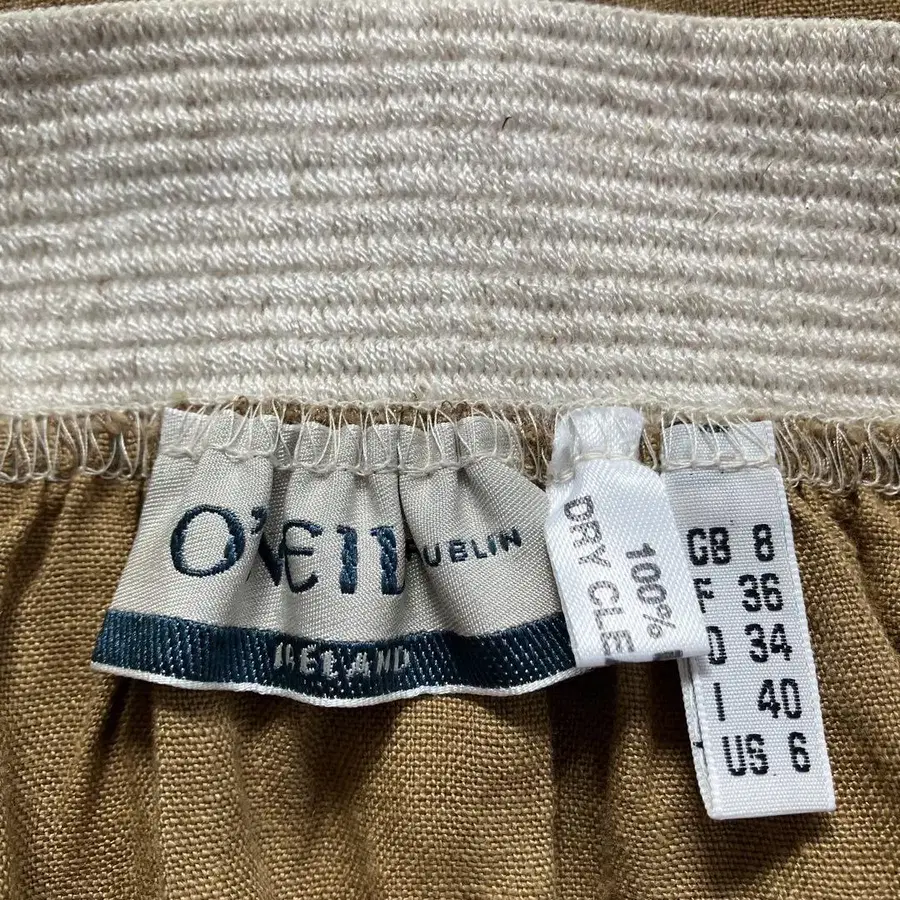 O'NEILL
DUBLIN
IRELAND
100%
DRY CLE
GB 8
F 36
D 34
I 40
US 6